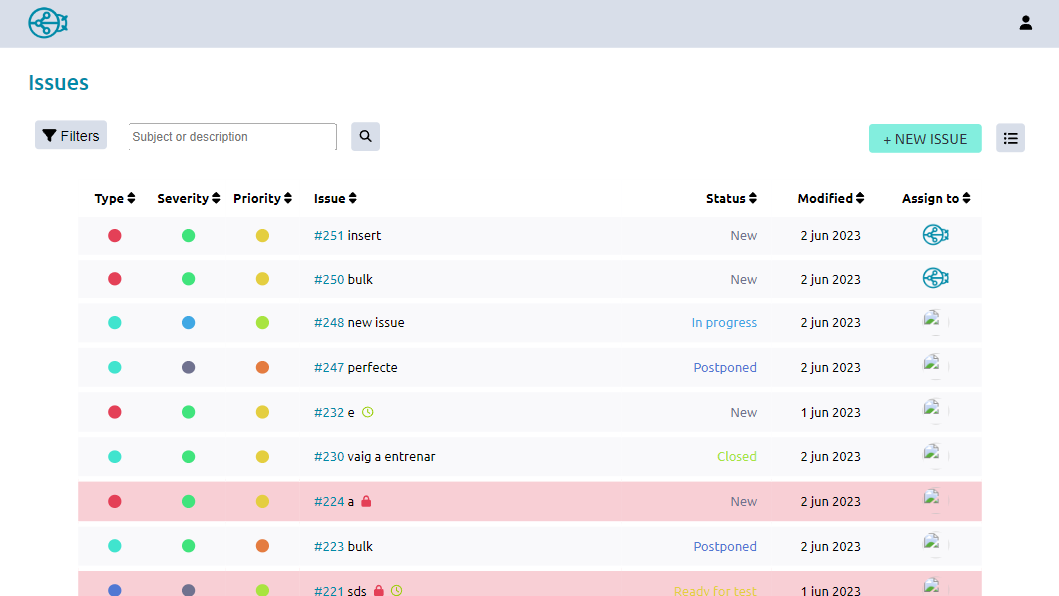 Issues
Filters Subject or description + NEW ISSUE
Type Severity Priority Issue Status Modified Assign to
#251 insert New 2 jun 2023
#250 bulk New 2 jun 2023
#248 new issue In progress 2 jun 2023
#247 perfecte Postponed 2 jun 2023
#232 e New 1 jun 2023
#230 vaig a entrenar Closed 2 jun 2023
#224 a New 2 jun 2023
#223 bulk Postponed 2 jun 2023
#221 sds Ready for test 1 jun 2023